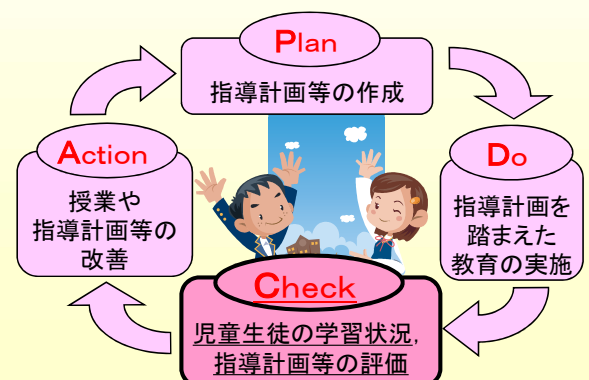 Plan
指導計画等の作成
Do
指導計画を
踏まえた
教育の実施
Check
児童生徒の学習状況,
指導計画等の評価
Action
授業や
指導計画等の
改善